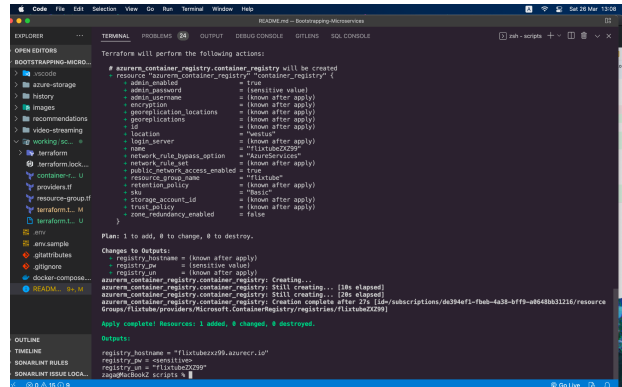 Code File Edit Selection View Go Run Terminal Window Help
Sat 26 Mar 13:08
README.md — Bootstrapping-Microservices
EXPLORER
OPEN EDITORS
BOOTSTRAPPING-MICRO...
.vscode
azure-storage
history
images
recommendations
video-streaming
working/sc...
.terraform
.terraform.lock....
container-r... U
providers.tf
resource-group.tf
terraform.t... M
terraform.t... U
.env
.env.sample
.gitattributes
.gitignore
docker-compose....
READM... 9+, M
OUTLINE
TIMELINE
SONARLINT RULES
SONARLINT ISSUE LOCA...
TERMINAL PROBLEMS 24 OUTPUT DEBUG CONSOLE GITLENS SQL CONSOLE
zsh - scripts
Terraform will perform the following actions:
# azurerm_container_registry.container_registry will be created
+ resource "azurerm_container_registry" "container_registry" {
+ admin_enabled = true
+ admin_password = (sensitive value)
+ admin_username = (known after apply)
+ encryption = (known after apply)
+ georeplication_locations = (known after apply)
+ georeplications = (known after apply)
+ id = (known after apply)
+ location = "westus"
+ login_server = (known after apply)
+ name = "flixtubeZXZ99"
+ network_rule_bypass_option = "AzureServices"
+ network_rule_set = (known after apply)
+ public_network_access_enabled = true
+ resource_group_name = "flixtube"
+ retention_policy = (known after apply)
+ sku = "Basic"
+ storage_account_id = (known after apply)
+ trust_policy = (known after apply)
+ zone_redundancy_enabled = false
}
Plan: 1 to add, 0 to change, 0 to destroy.
Changes to Outputs:
+ registry_hostname = (known after apply)
+ registry_pw = (sensitive value)
+ registry_un = (known after apply)
azurerm_container_registry.container_registry: Creating...
azurerm_container_registry.container_registry: Still creating... [10s elapsed]
azurerm_container_registry.container_registry: Still creating... [20s elapsed]
azurerm_container_registry.container_registry: Creation complete after 27s [id=/subscriptions/de394ef1-fbeb-4a38-bff9-a0648bb31216/resource
Groups/flixtube/providers/Microsoft.ContainerRegistry/registries/flixtubeZXZ99]
Apply complete! Resources: 1 added, 0 changed, 0 destroyed.
Outputs:
registry_hostname = "flixtubezxz99.azurecr.io"
registry_pw = <sensitive>
registry_un = "flixtubeZXZ99"
zaga@MacBookZ scripts %
0 15 9
Go Live